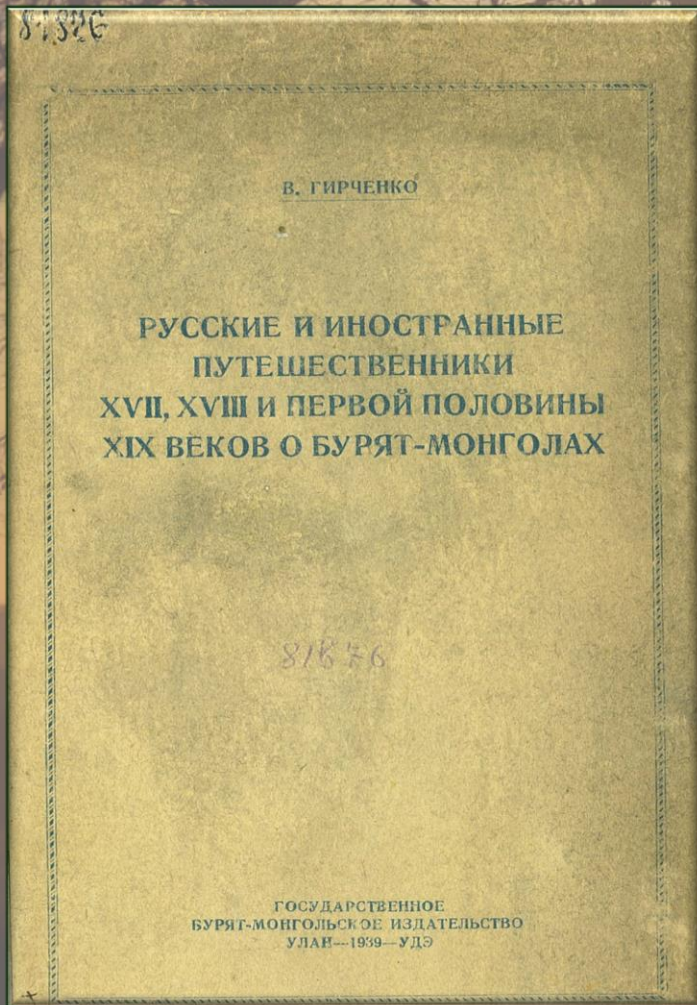 В. ГИРЧЕНКО
РУССКИЕ И ИНОСТРАННЫЕ
ПУТЕШЕСТВЕННИКИ
XVII, XVIII И ПЕРВОЙ ПОЛОВИНЫ
XIX ВЕКОВ О БУРЯТ-МОНГОЛАХ
ГОСУДАРСТВЕННОЕ
БУРЯТ-МОНГОЛЬСКОЕ ИЗДАТЕЛЬСТВО
УЛАН—1939—УДЭ